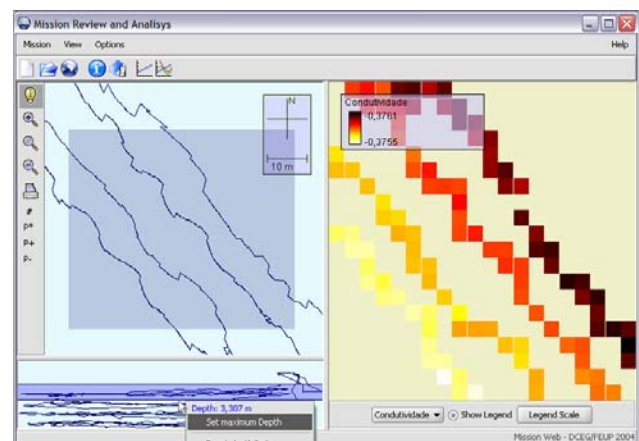 Mission Review and Analisys
Mission View Options Help
N
10 m
#
P*
P+
P-
Condutividade
-0,3761
-0,3755
Depth: 3,307 m
Set maximum Depth
Condutividade Show Legend Legend Scale
Mission Web - DCEG/FEUP 2004